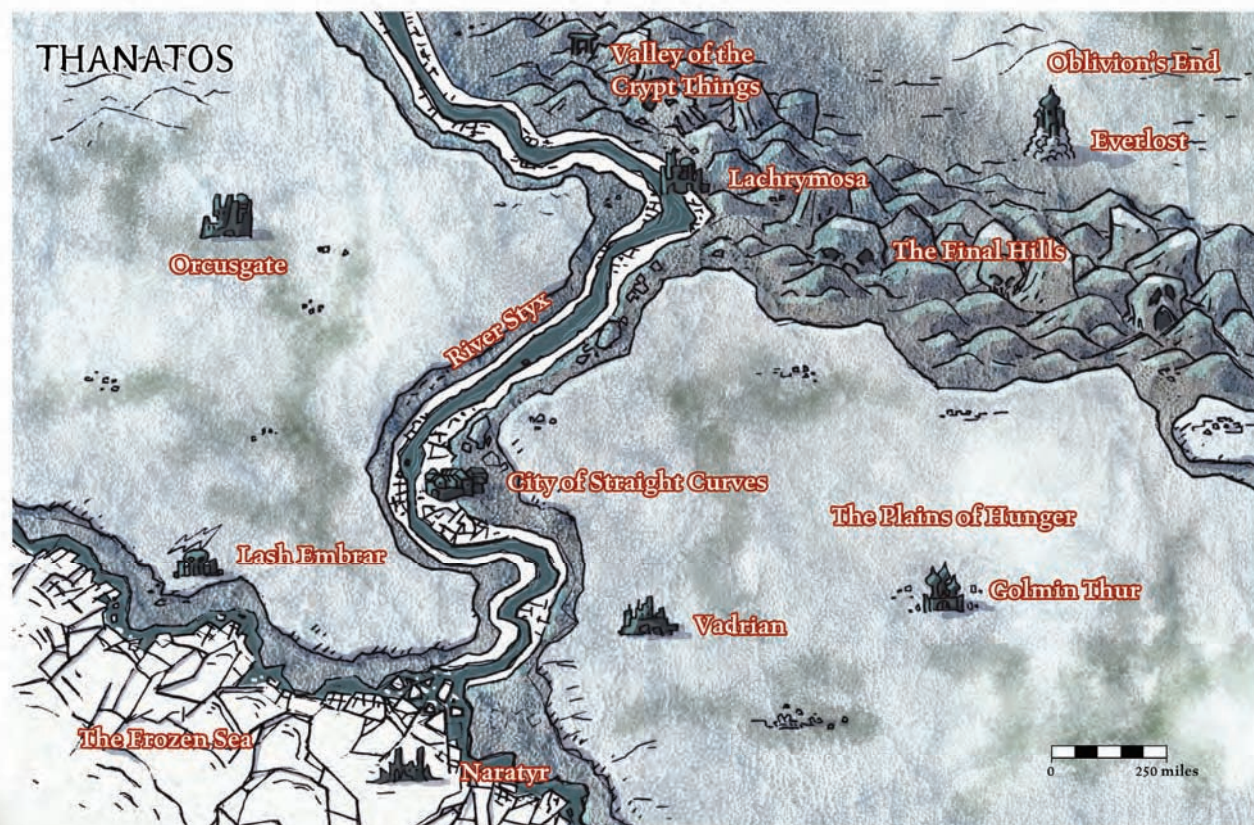 THANATOS
Valley of the
Crypt Things
Oblivion's End
Everlost
Lachrymosa
Orcusgate
The Final Hills
River Styx
City of Straight Curves
The Plains of Hunger
Lash Embrar
Golmin Thur
Vadrian
The Frozen Sea
Naratyr
0 250 miles